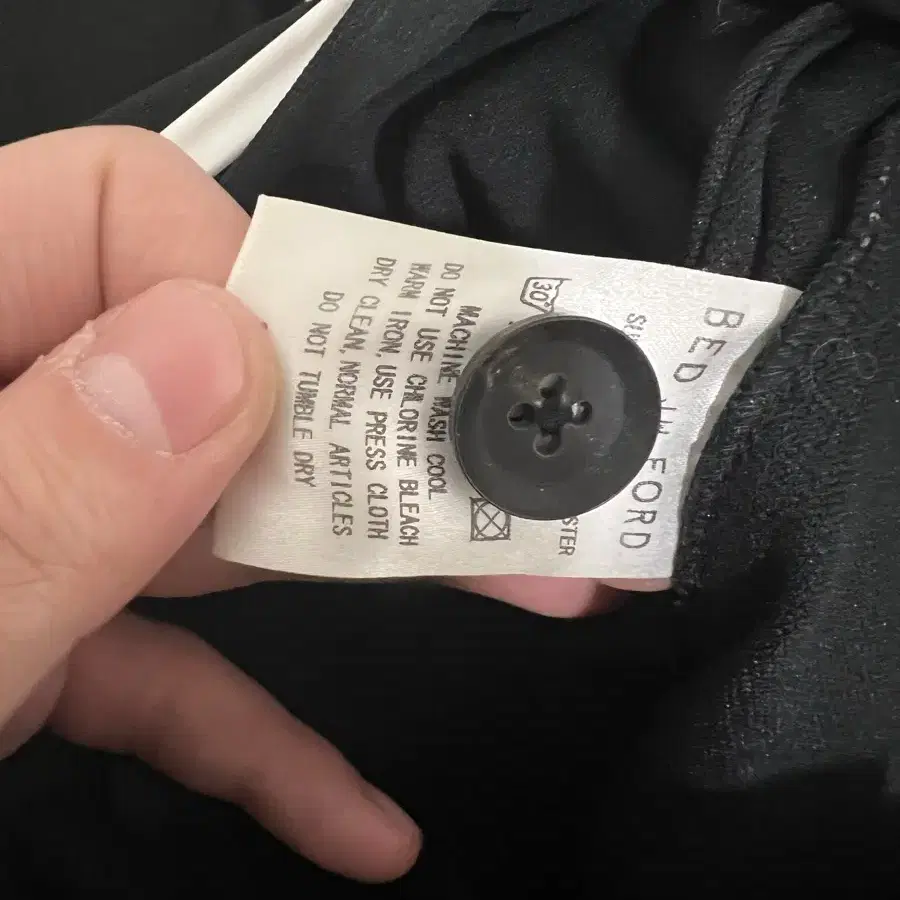 BED J.W. FORD
30°
MACHINE WASH COOL
DO NOT USE CHLORINE BLEACH
WARM IRON, USE PRESS CLOTH
DRY CLEAN, NORMAL ARTICLES
DO NOT TUMBLE DRY